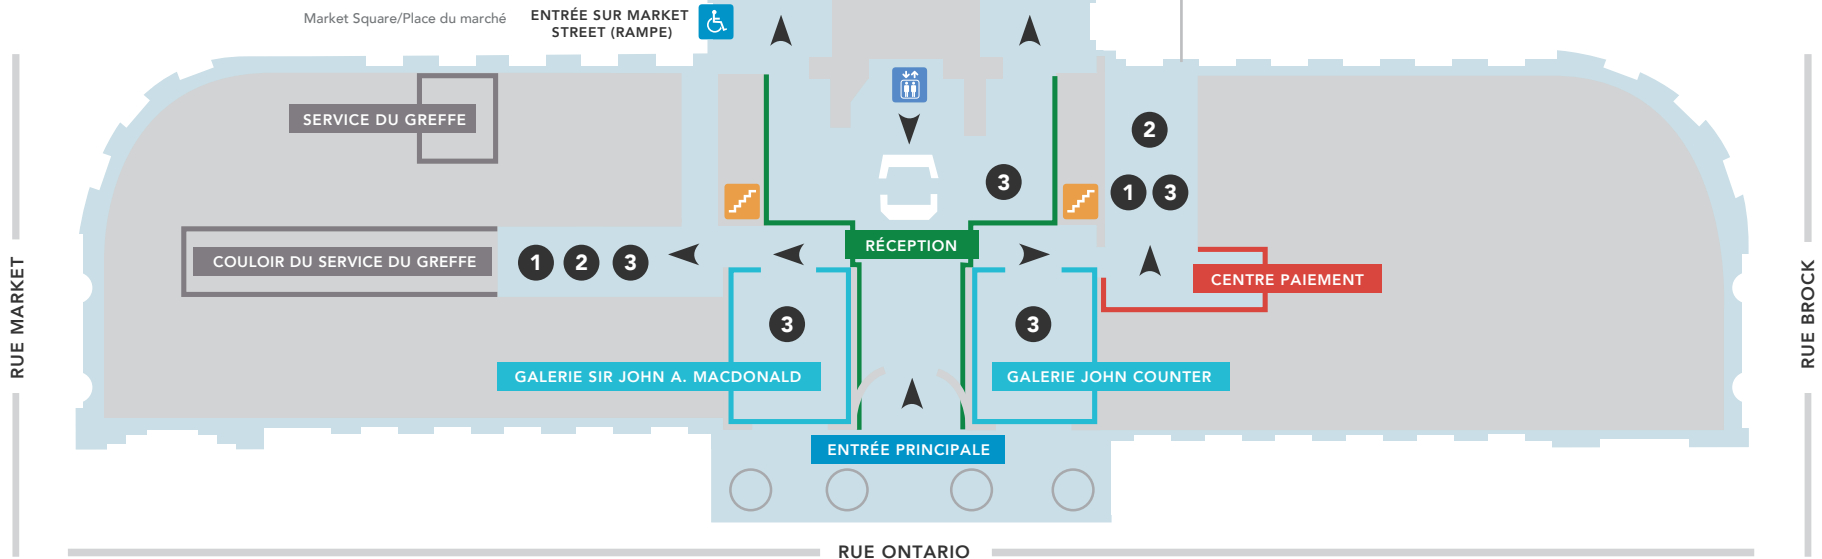 Market Square/Place du marché
ENTRÉE SUR MARKET
STREET (RAMPE)
SERVICE DU GREFFE
2
3
1 3
RÉCEPTION
COULOIR DU SERVICE DU GREFFE
1 2 3
CENTRE PAIEMENT
3
3
GALERIE SIR JOHN A. MACDONALD
GALERIE JOHN COUNTER
ENTRÉE PRINCIPALE
RUE MARKET
RUE BROCK
RUE ONTARIO